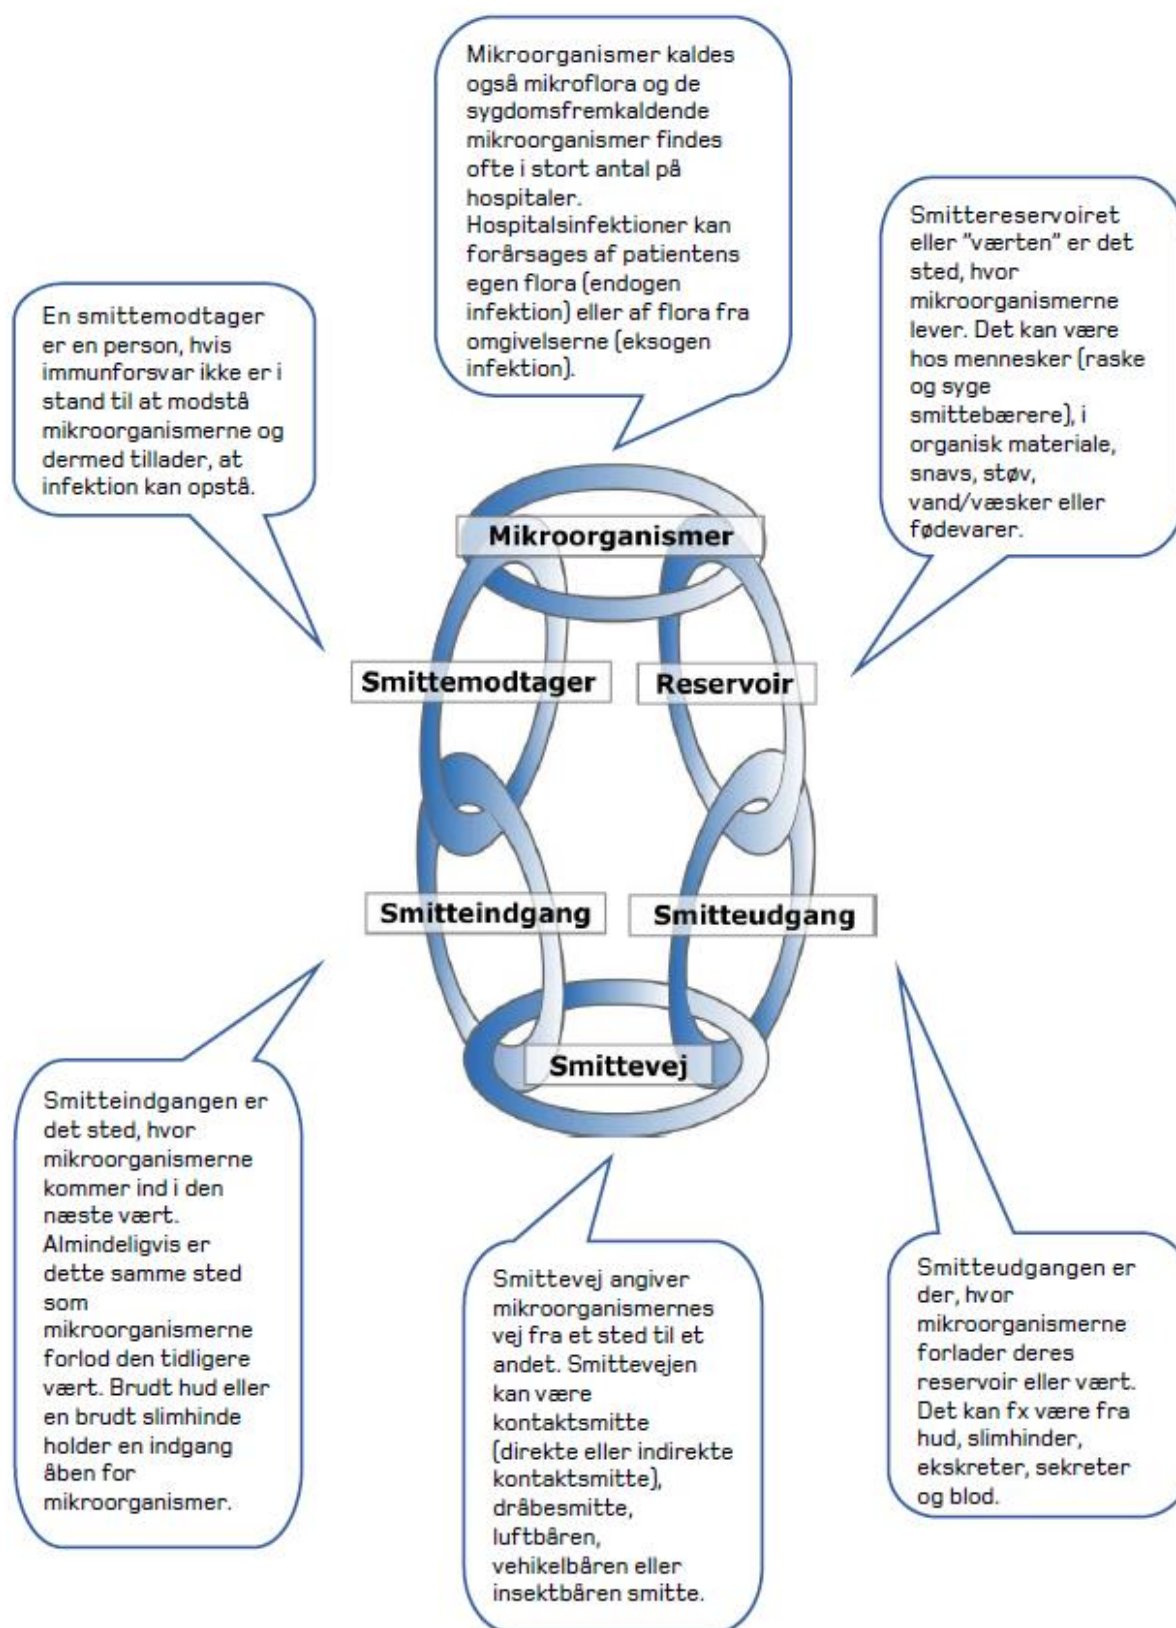 Mikroorganismer kaldes
også mikroflora og de
sygdomsfremkaldende
mikroorganismer findes
ofte i stort antal på
hospitaler.
Hospitalsinfektioner kan
forårsages af patientens
egen flora (endogen
infektion) eller af flora fra
omgivelserne (eksogen
infektion).
Smittereservoiret
eller "værten" er det
sted, hvor
mikroorganismerne
lever. Det kan være
hos mennesker (raske
og syge
smittebærere), i
organisk materiale,
snavs, støv,
vand/væsker eller
fødevarer.
En smittemodtager
er en person, hvis
immunforsvar ikke er i
stand til at modstå
mikroorganismerne og
dermed tillader, at
infektion kan opstå.
Mikroorganismer
Smittemodtager
Reservoir
Smitteindgang
Smitteudgang
Smittevej
Smitteindgangen er
det sted, hvor
mikroorganismerne
kommer ind i den
næste vært.
Almindeligvis er
dette samme sted
som
mikroorganismerne
forlod den tidligere
vært. Brudt hud eller
en brudt slimhinde
holder en indgang
åben for
mikroorganismer.
Smittevej angiver
mikroorganismernes
vej fra et sted til et
andet. Smittevejen
kan være
kontaktsmitte
(direkte eller indirekte
kontaktsmitte),
dråbesmitte,
luftbåren,
vehikelbåren eller
insektbåren smitte.
Smitteudgangen er
der, hvor
mikroorganismerne
forlader deres
reservoir eller vært.
Det kan fx være fra
hud, slimhinder,
ekskreter, sekreter
og blod.